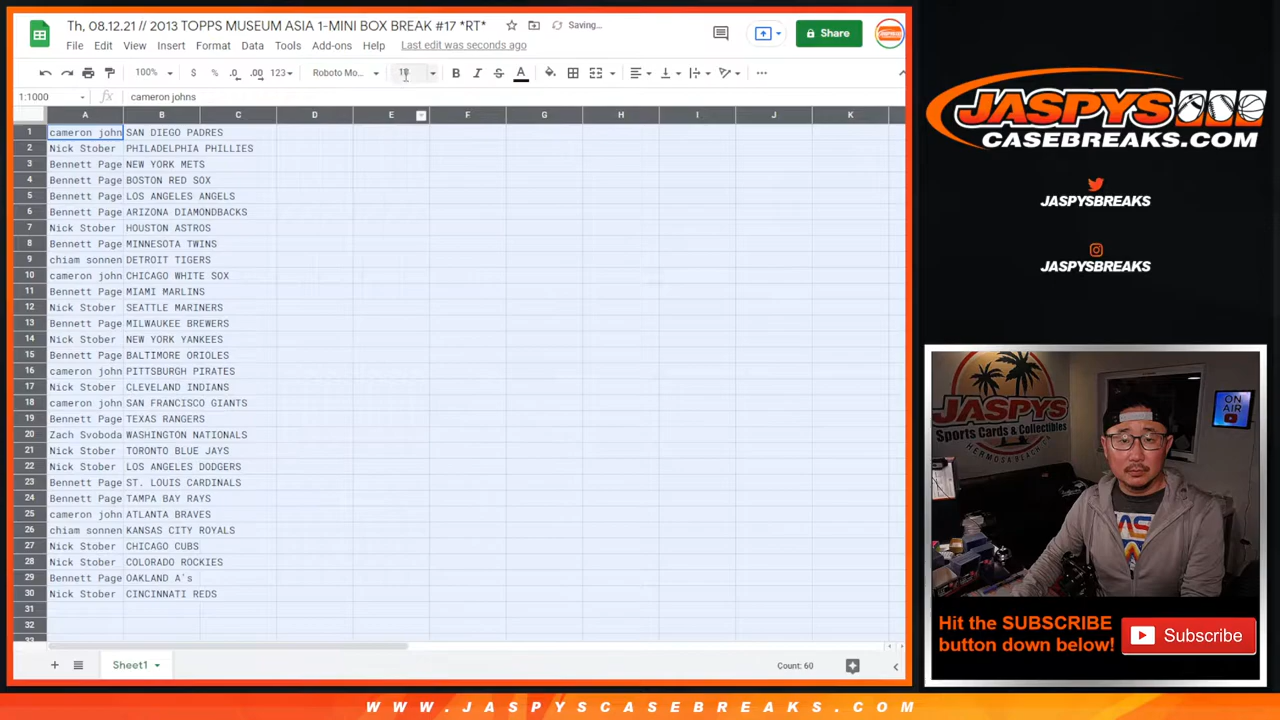 Th, 08.12.21 // 2013 TOPPS MUSEUM ASIA 1-MINI BOX BREAK #17 *RT*
Saving...
File Edit View Insert Format Data Tools Add-ons Help Last edit was seconds ago
Share
100% $ % .0 .00 123 Roboto Mo...
1:1000 fx cameron johns
A B C D E F G H I J K
1 cameron john SAN DIEGO PADRES
2 Nick Stober PHILADELPHIA PHILLIES
3 Bennett Page NEW YORK METS
4 Bennett Page BOSTON RED SOX
5 Bennett Page LOS ANGELES ANGELS
6 Bennett Page ARIZONA DIAMONDBACKS
7 Nick Stober HOUSTON ASTROS
8 Bennett Page MINNESOTA TWINS
9 chiam sonnen DETROIT TIGERS
10 cameron john CHICAGO WHITE SOX
11 Bennett Page MIAMI MARLINS
12 Nick Stober SEATTLE MARINERS
13 Bennett Page MILWAUKEE BREWERS
14 Nick Stober NEW YORK YANKEES
15 Bennett Page BALTIMORE ORIOLES
16 cameron john PITTSBURGH PIRATES
17 Nick Stober CLEVELAND INDIANS
18 cameron john SAN FRANCISCO GIANTS
19 Bennett Page TEXAS RANGERS
20 Zach Svoboda WASHINGTON NATIONALS
21 Nick Stober TORONTO BLUE JAYS
22 Nick Stober LOS ANGELES DODGERS
23 Bennett Page ST. LOUIS CARDINALS
24 Bennett Page TAMPA BAY RAYS
25 cameron john ATLANTA BRAVES
26 chiam sonnen KANSAS CITY ROYALS
27 Nick Stober CHICAGO CUBS
28 Nick Stober COLORADO ROCKIES
29 Bennett Page OAKLAND A's
30 Nick Stober CINCINNATI REDS
31
32
33
Sheet1
Count: 60
JASPYS
CASEBREAKS.COM
JASPYSBREAKS
JASPYSBREAKS
JASPYS
Sports Cards & Collectibles
HERMOSA BEACH
ON AIR
Hit the SUBSCRIBE
button down below!
Subscribe
WWW.JASPYSCASEBREAKS.COM